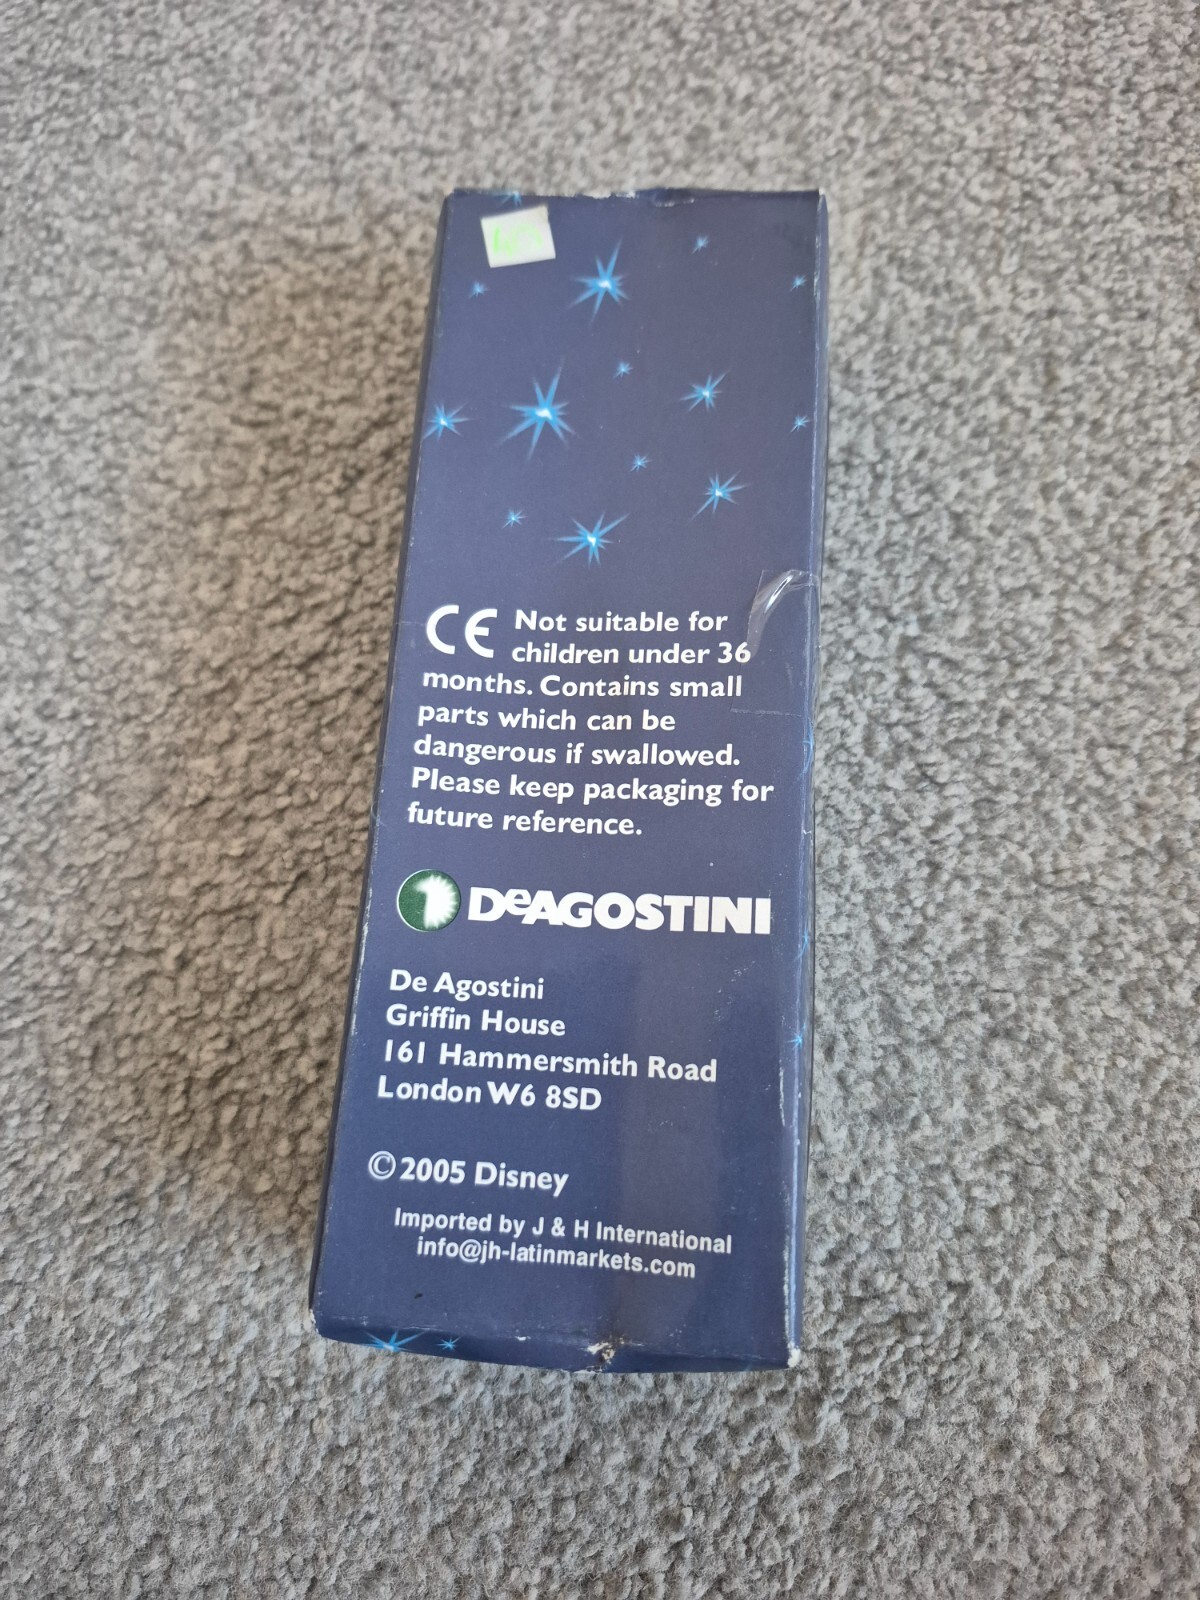 CE Not suitable for
children under 36
months. Contains small
parts which can be
dangerous if swallowed.
Please keep packaging for
future reference.
DeAGOSTINI
De Agostini
Griffin House
161 Hammersmith Road
London W6 8SD
© 2005 Disney
Imported by J & H International
info@jh-latinmarkets.com